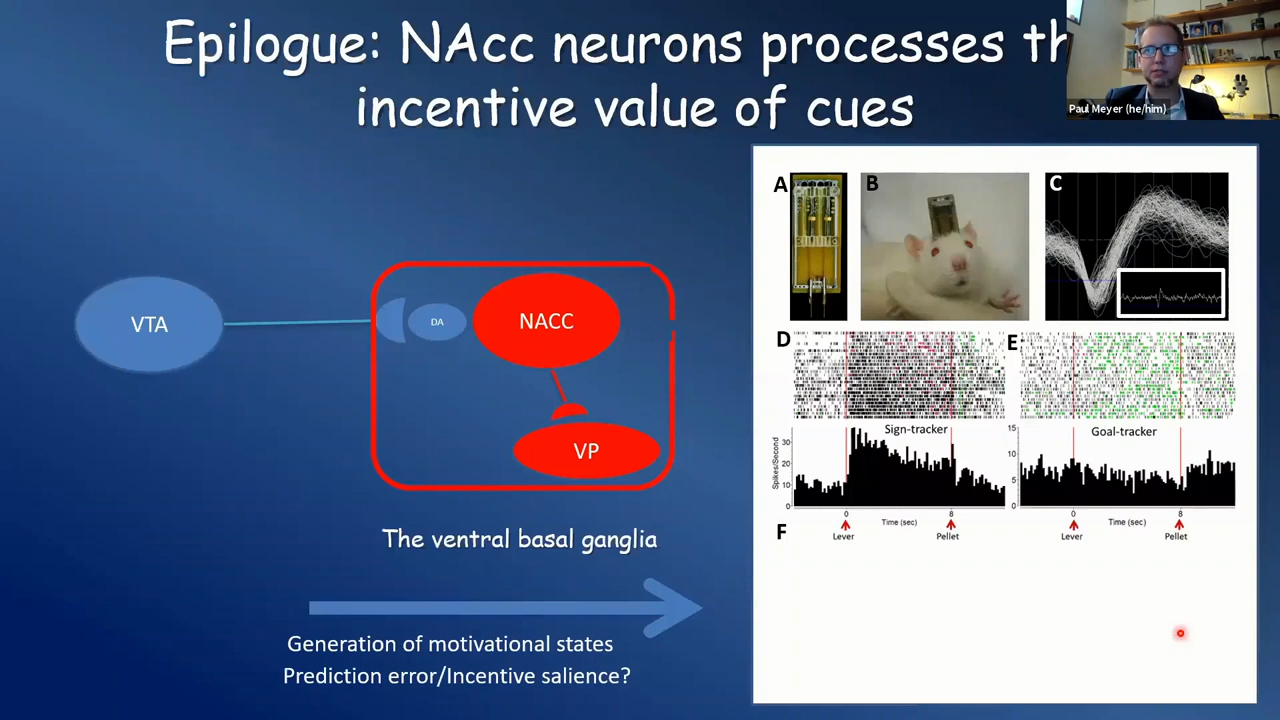 Epilogue: NAcc neurons processes th
incentive value of cues
Paul Meyer (he/him)
VTA
DA
NACC
VP
The ventral basal ganglia
Generation of motivational states
Prediction error/Incentive salience?
A
B
C
D
E
Sign-tracker
Goal-tracker
Spikes/Second
30
20
10
0
15
10
5
0
0
8
Time (sec)
Lever
Pellet
0
8
Time (sec)
Lever
Pellet
F